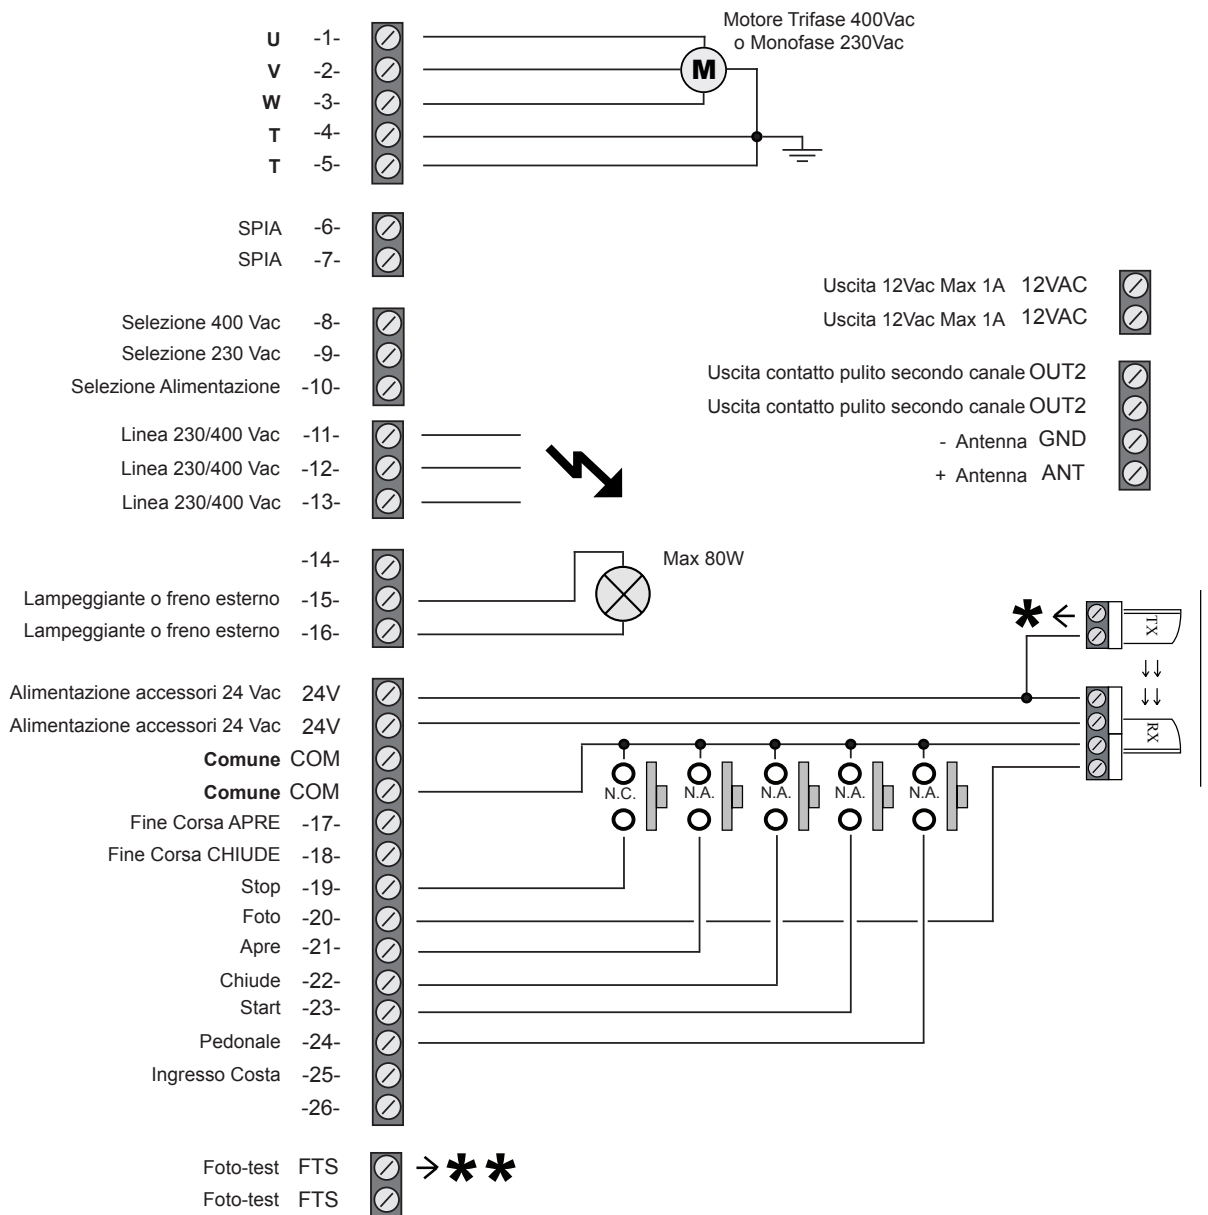 Motore Trifase 400Vac
o Monofase 230Vac
U -1-
V -2-
W -3-
T -4-
T -5-
M
SPIA -6-
SPIA -7-
Selezione 400 Vac -8-
Selezione 230 Vac -9-
Selezione Alimentazione -10-
Linea 230/400 Vac -11-
Linea 230/400 Vac -12-
Linea 230/400 Vac -13-
Uscita 12Vac Max 1A 12VAC
Uscita 12Vac Max 1A 12VAC
Uscita contatto pulito secondo canale OUT2
Uscita contatto pulito secondo canale OUT2
- Antenna GND
+ Antenna ANT
-14-
Lampeggiante o freno esterno -15-
Lampeggiante o freno esterno -16-
Max 80W
* TX
RX
Alimentazione accessori 24 Vac 24V
Alimentazione accessori 24 Vac 24V
Comune COM
Comune COM
N.C. N.A. N.A. N.A. N.A.
Fine Corsa APRE -17-
Fine Corsa CHIUDE -18-
Stop -19-
Foto -20-
Apre -21-
Chiude -22-
Start -23-
Pedonale -24-
Ingresso Costa -25-
-26-
Foto-test FTS **
Foto-test FTS